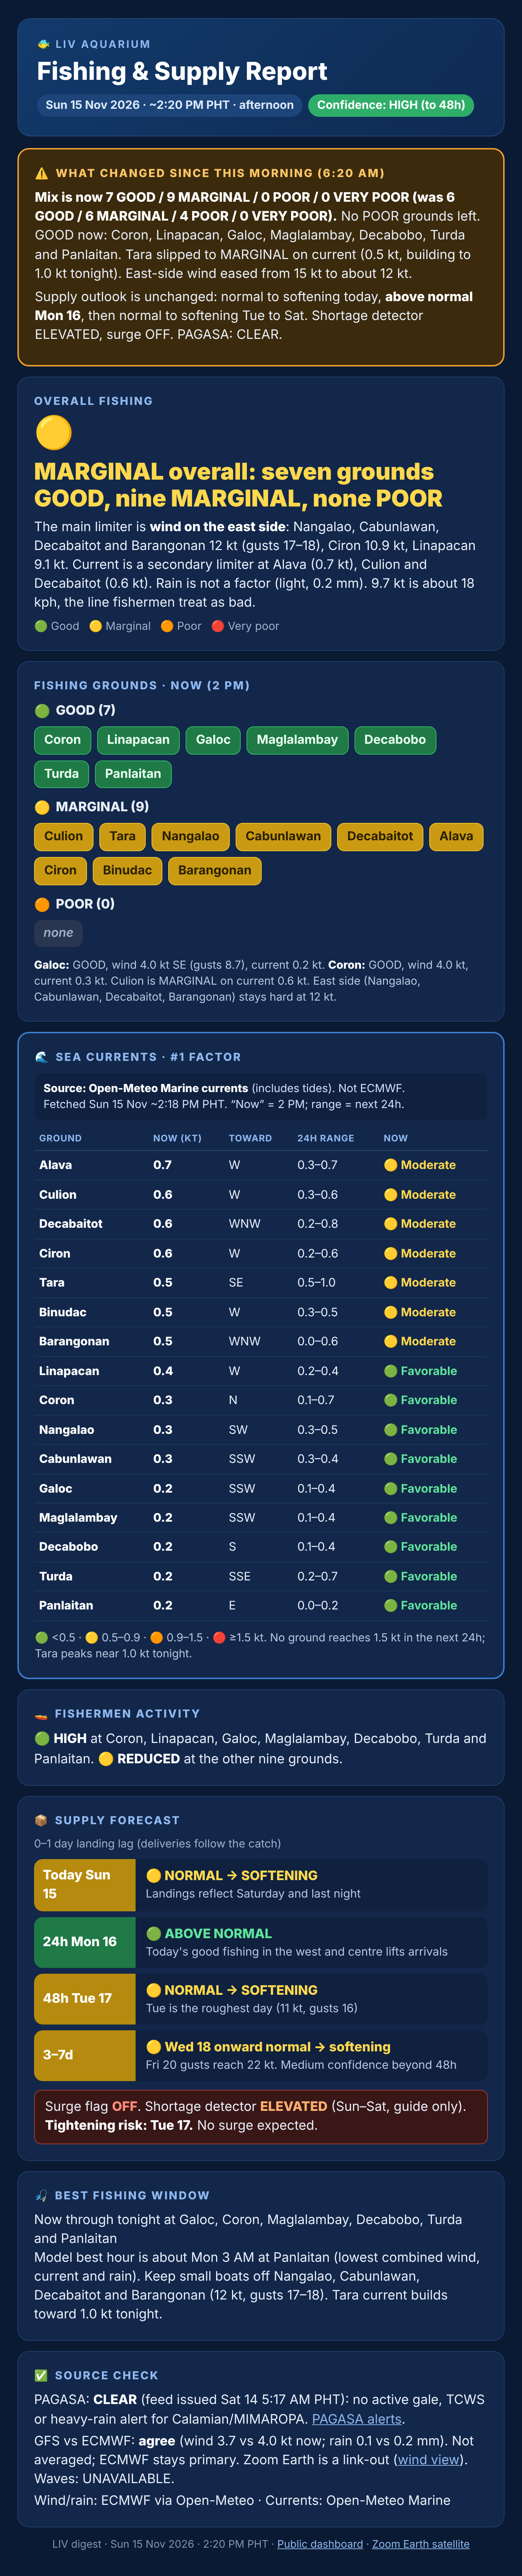 🐠 LIV AQUARIUM
Fishing & Supply Report
Sun 15 Nov 2026 · ~2:20 PM PHT · afternoon
Confidence: HIGH (to 48h)
⚠️ WHAT CHANGED SINCE THIS MORNING (6:20 AM)
Mix is now 7 GOOD / 9 MARGINAL / 0 POOR / 0 VERY POOR (was 6
GOOD / 6 MARGINAL / 4 POOR / 0 VERY POOR). No POOR grounds left.
GOOD now: Coron, Linapacan, Galoc, Maglalambay, Decabobo, Turda
and Panlaitan. Tara slipped to MARGINAL on current (0.5 kt, building to
1.0 kt tonight). East-side wind eased from 15 kt to about 12 kt.
Supply outlook is unchanged: normal to softening today, above normal
Mon 16, then normal to softening Tue to Sat. Shortage detector
ELEVATED, surge OFF. PAGASA: CLEAR.
OVERALL FISHING
MARGINAL overall: seven grounds
GOOD, nine MARGINAL, none POOR
The main limiter is wind on the east side: Nangalao, Cabunlawan,
Decabaitot and Barangonan 12 kt (gusts 17–18), Ciron 10.9 kt, Linapacan
9.1 kt. Current is a secondary limiter at Alava (0.7 kt), Culion and
Decabaitot (0.6 kt). Rain is not a factor (light, 0.2 mm). 9.7 kt is about 18
kph, the line fishermen treat as bad.
🟢 Good 🟡 Marginal 🟠 Poor 🔴 Very poor
FISHING GROUNDS · NOW (2 PM)
🟢 GOOD (7)
Coron Linapacan Galoc Maglalambay Decabobo
Turda Panlaitan
🟡 MARGINAL (9)
Culion Tara Nangalao Cabunlawan Decabaitot Alava
Ciron Binudac Barangonan
🟠 POOR (0)
none
Galoc: GOOD, wind 4.0 kt SE (gusts 8.7), current 0.2 kt. Coron: GOOD, wind 4.0 kt,
current 0.3 kt. Culion is MARGINAL on current 0.6 kt. East side (Nangalao,
Cabunlawan, Decabaitot, Barangonan) stays hard at 12 kt.
🌊 SEA CURRENTS · #1 FACTOR
Source: Open-Meteo Marine currents (includes tides). Not ECMWF.
Fetched Sun 15 Nov ~2:18 PM PHT. “Now” = 2 PM; range = next 24h.
GROUND NOW (KT) TOWARD 24H RANGE NOW
Alava 0.7 W 0.3–0.7 🟡 Moderate
Culion 0.6 W 0.3–0.6 🟡 Moderate
Decabaitot 0.6 WNW 0.2–0.8 🟡 Moderate
Ciron 0.6 W 0.2–0.6 🟡 Moderate
Tara 0.5 SE 0.5–1.0 🟡 Moderate
Binudac 0.5 W 0.3–0.5 🟡 Moderate
Barangonan 0.5 WNW 0.0–0.6 🟡 Moderate
Linapacan 0.4 W 0.2–0.4 🟢 Favorable
Coron 0.3 N 0.1–0.7 🟢 Favorable
Nangalao 0.3 SW 0.3–0.5 🟢 Favorable
Cabunlawan 0.3 SSW 0.3–0.4 🟢 Favorable
Galoc 0.2 SSW 0.1–0.4 🟢 Favorable
Maglalambay 0.2 SSW 0.1–0.4 🟢 Favorable
Decabobo 0.2 S 0.1–0.4 🟢 Favorable
Turda 0.2 SSE 0.2–0.7 🟢 Favorable
Panlaitan 0.2 E 0.0–0.2 🟢 Favorable
🟢 <0.5 · 🟡 0.5–0.9 · 🟠 0.9–1.5 · 🔴 ≥1.5 kt. No ground reaches 1.5 kt in the next 24h;
Tara peaks near 1.0 kt tonight.
🚤 FISHERMEN ACTIVITY
🟢 HIGH at Coron, Linapacan, Galoc, Maglalambay, Decabobo, Turda and
Panlaitan. 🟡 REDUCED at the other nine grounds.
📦 SUPPLY FORECAST
0–1 day landing lag (deliveries follow the catch)
Today Sun
15
🟡 NORMAL → SOFTENING
Landings reflect Saturday and last night
24h Mon 16
🟢 ABOVE NORMAL
Today's good fishing in the west and centre lifts arrivals
48h Tue 17
🟡 NORMAL → SOFTENING
Tue is the roughest day (11 kt, gusts 16)
3–7d
🟡 Wed 18 onward normal → softening
Fri 20 gusts reach 22 kt. Medium confidence beyond 48h
Surge flag OFF. Shortage detector ELEVATED (Sun–Sat, guide only).
Tightening risk: Tue 17. No surge expected.
🎣 BEST FISHING WINDOW
Now through tonight at Galoc, Coron, Maglalambay, Decabobo, Turda
and Panlaitan
Model best hour is about Mon 3 AM at Panlaitan (lowest combined wind,
current and rain). Keep small boats off Nangalao, Cabunlawan,
Decabaitot and Barangonan (12 kt, gusts 17–18). Tara current builds
toward 1.0 kt tonight.
✅ SOURCE CHECK
PAGASA: CLEAR (feed issued Sat 14 5:17 AM PHT): no active gale, TCWS
or heavy-rain alert for Calamian/MIMAROPA. PAGASA alerts.
GFS vs ECMWF: agree (wind 3.7 vs 4.0 kt now; rain 0.1 vs 0.2 mm). Not
averaged; ECMWF stays primary. Zoom Earth is a link-out (wind view).
Waves: UNAVAILABLE.
Wind/rain: ECMWF via Open-Meteo · Currents: Open-Meteo Marine
LIV digest · Sun 15 Nov 2026 · 2:20 PM PHT · Public dashboard · Zoom Earth satellite